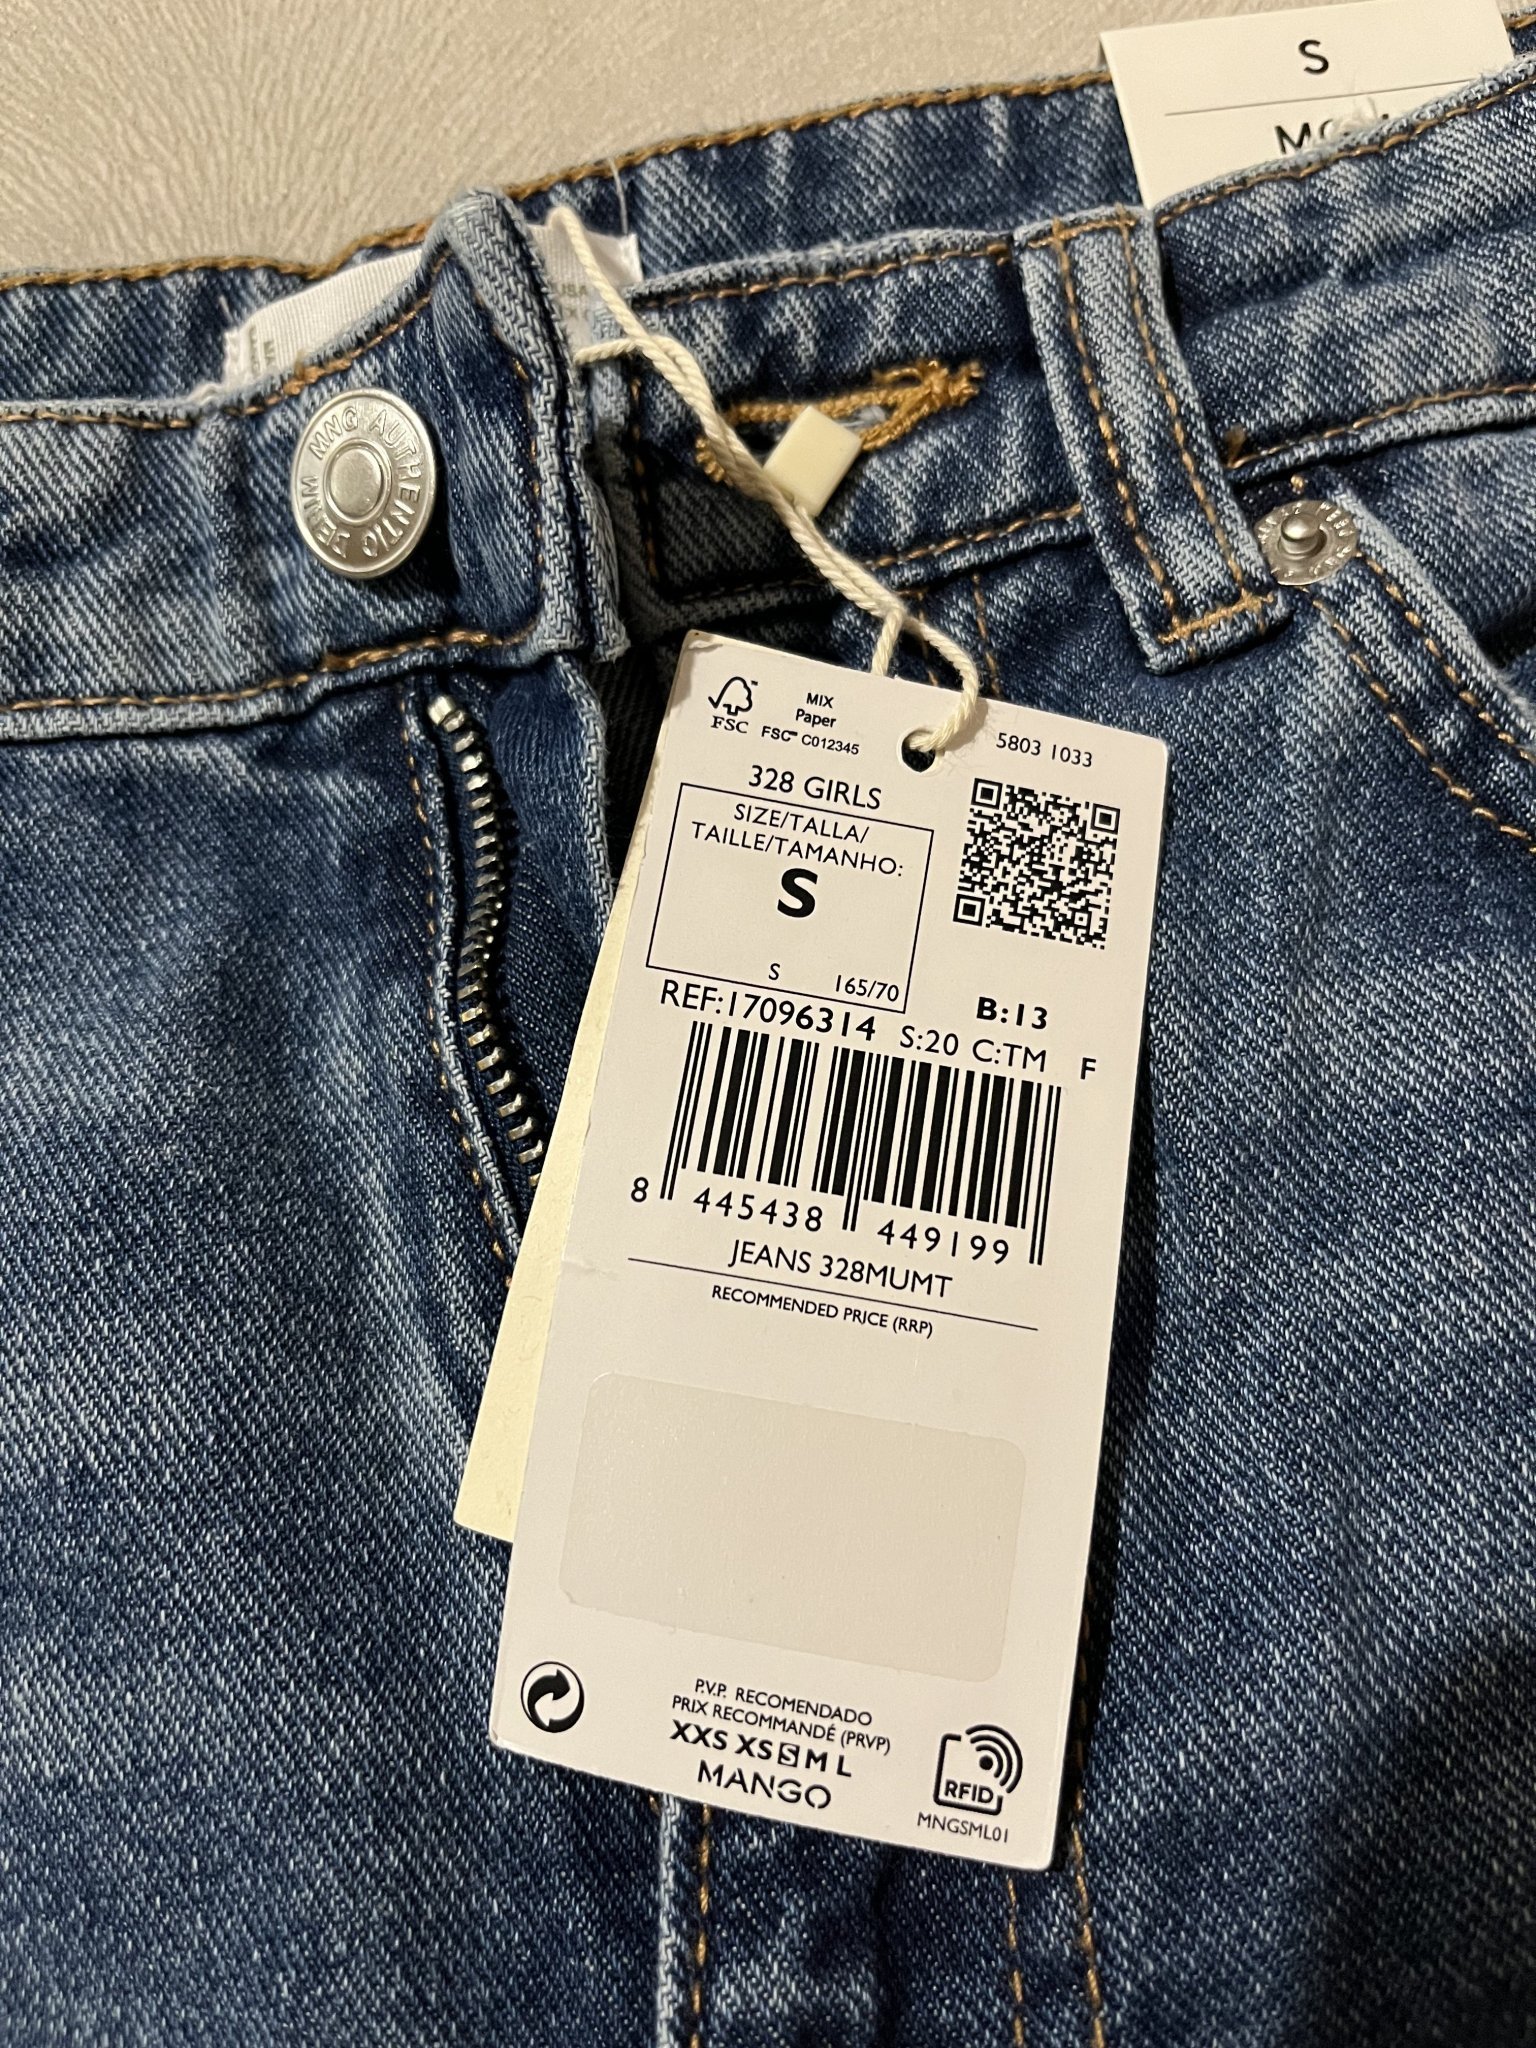 S
MNG AUTHENTIC DENIM
MIX
Paper
FSC™ C012345
FSC
5803 1033
328 GIRLS
SIZE/TALLA/
TAILLE/TAMANHO:
S
S 165/70
B:13
REF:17096314 S:20 C:TM F
8 445438 449199
JEANS 328MUMT
RECOMMENDED PRICE (RRP)
P.V.P. RECOMENDADO
PRIX RECOMMANDÉ (PRVP)
XXS XS S M L
MANGO
RFID
MNGSML01